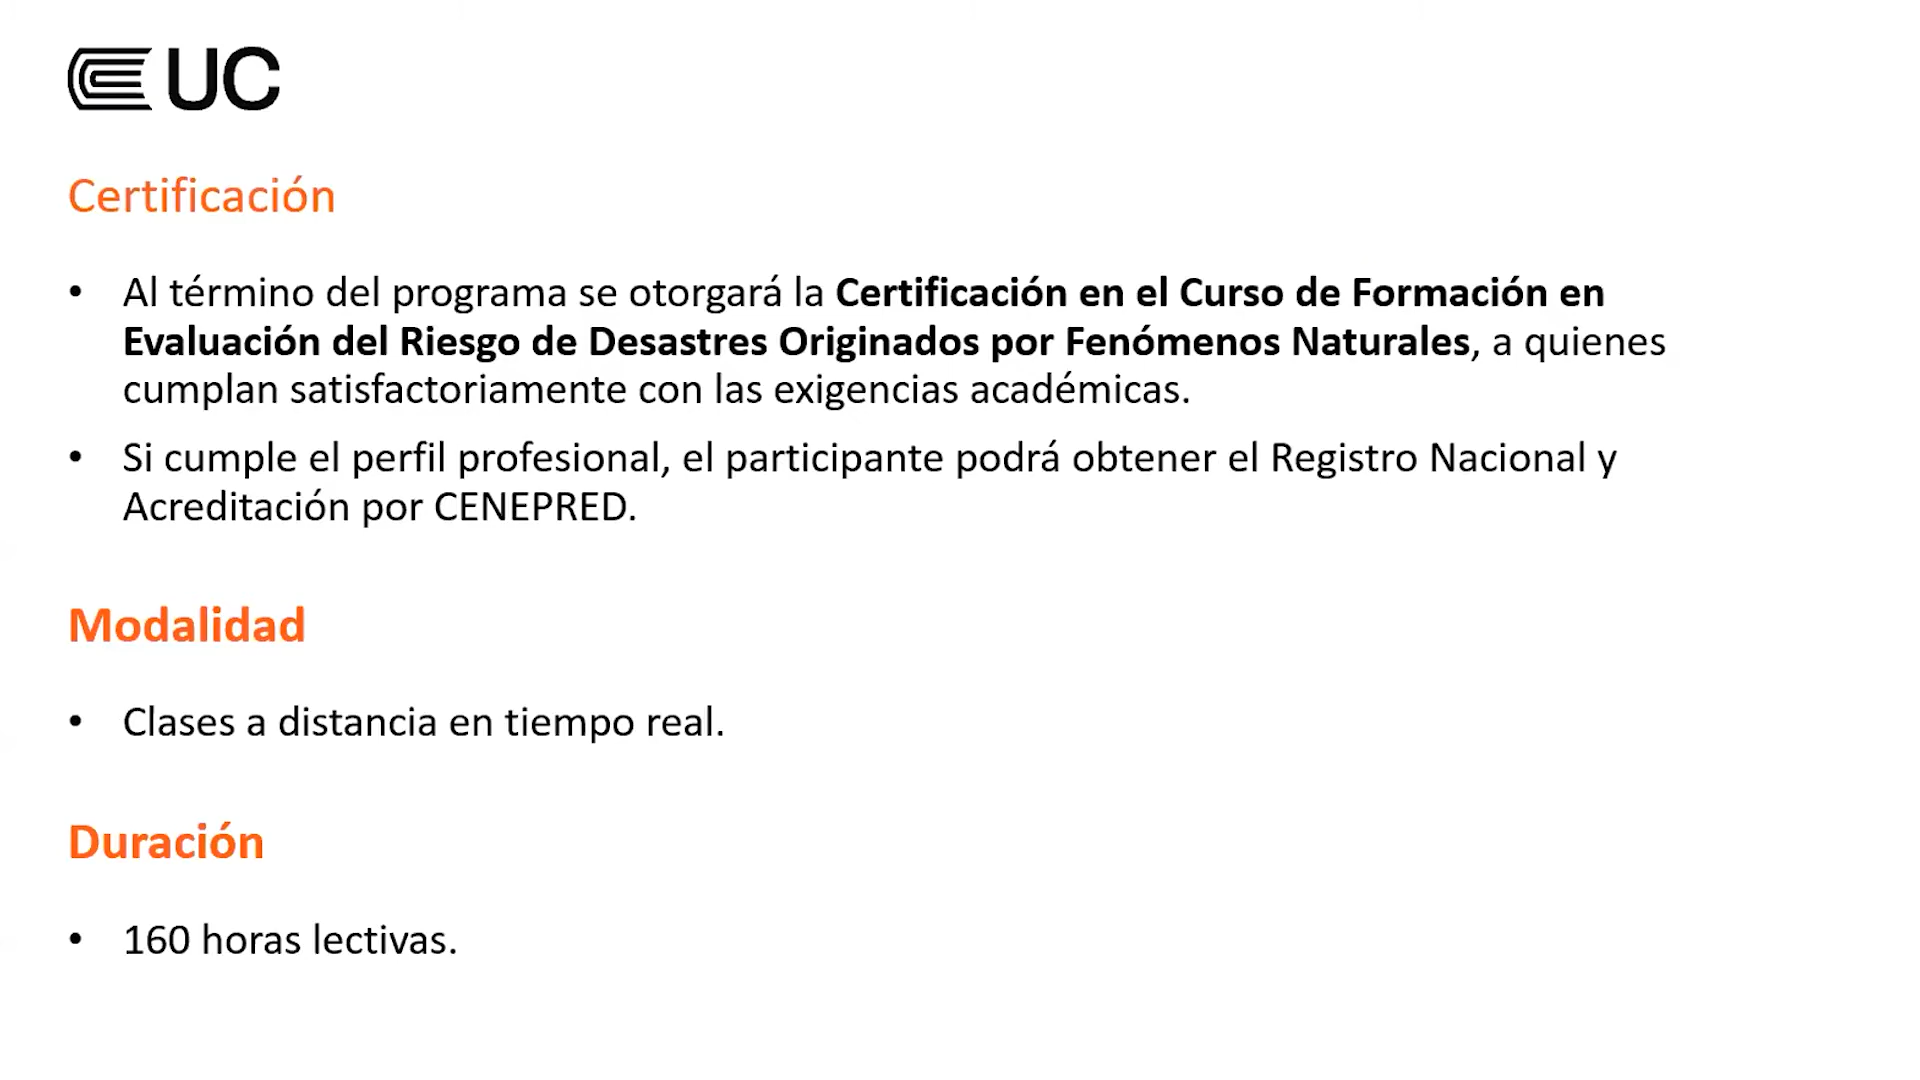 UC
Certificación
• Al término del programa se otorgará la Certificación en el Curso de Formación en
Evaluación del Riesgo de Desastres Originados por Fenómenos Naturales, a quienes
cumplan satisfactoriamente con las exigencias académicas.
• Si cumple el perfil profesional, el participante podrá obtener el Registro Nacional y
Acreditación por CENEPRED.
Modalidad
• Clases a distancia en tiempo real.
Duración
• 160 horas lectivas.